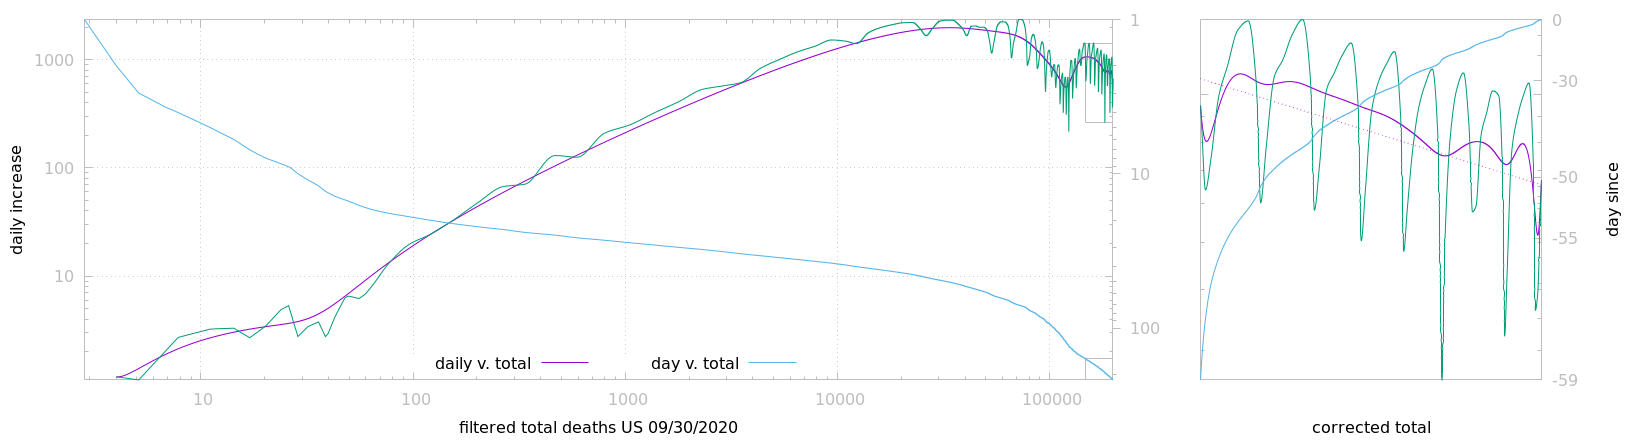 1000
100
10
daily increase
10
100
1000
10000
100000
filtered total deaths US 09/30/2020
daily v. total
day v. total
1
10
100
0
-30
-50
-55
-59
day since
corrected total